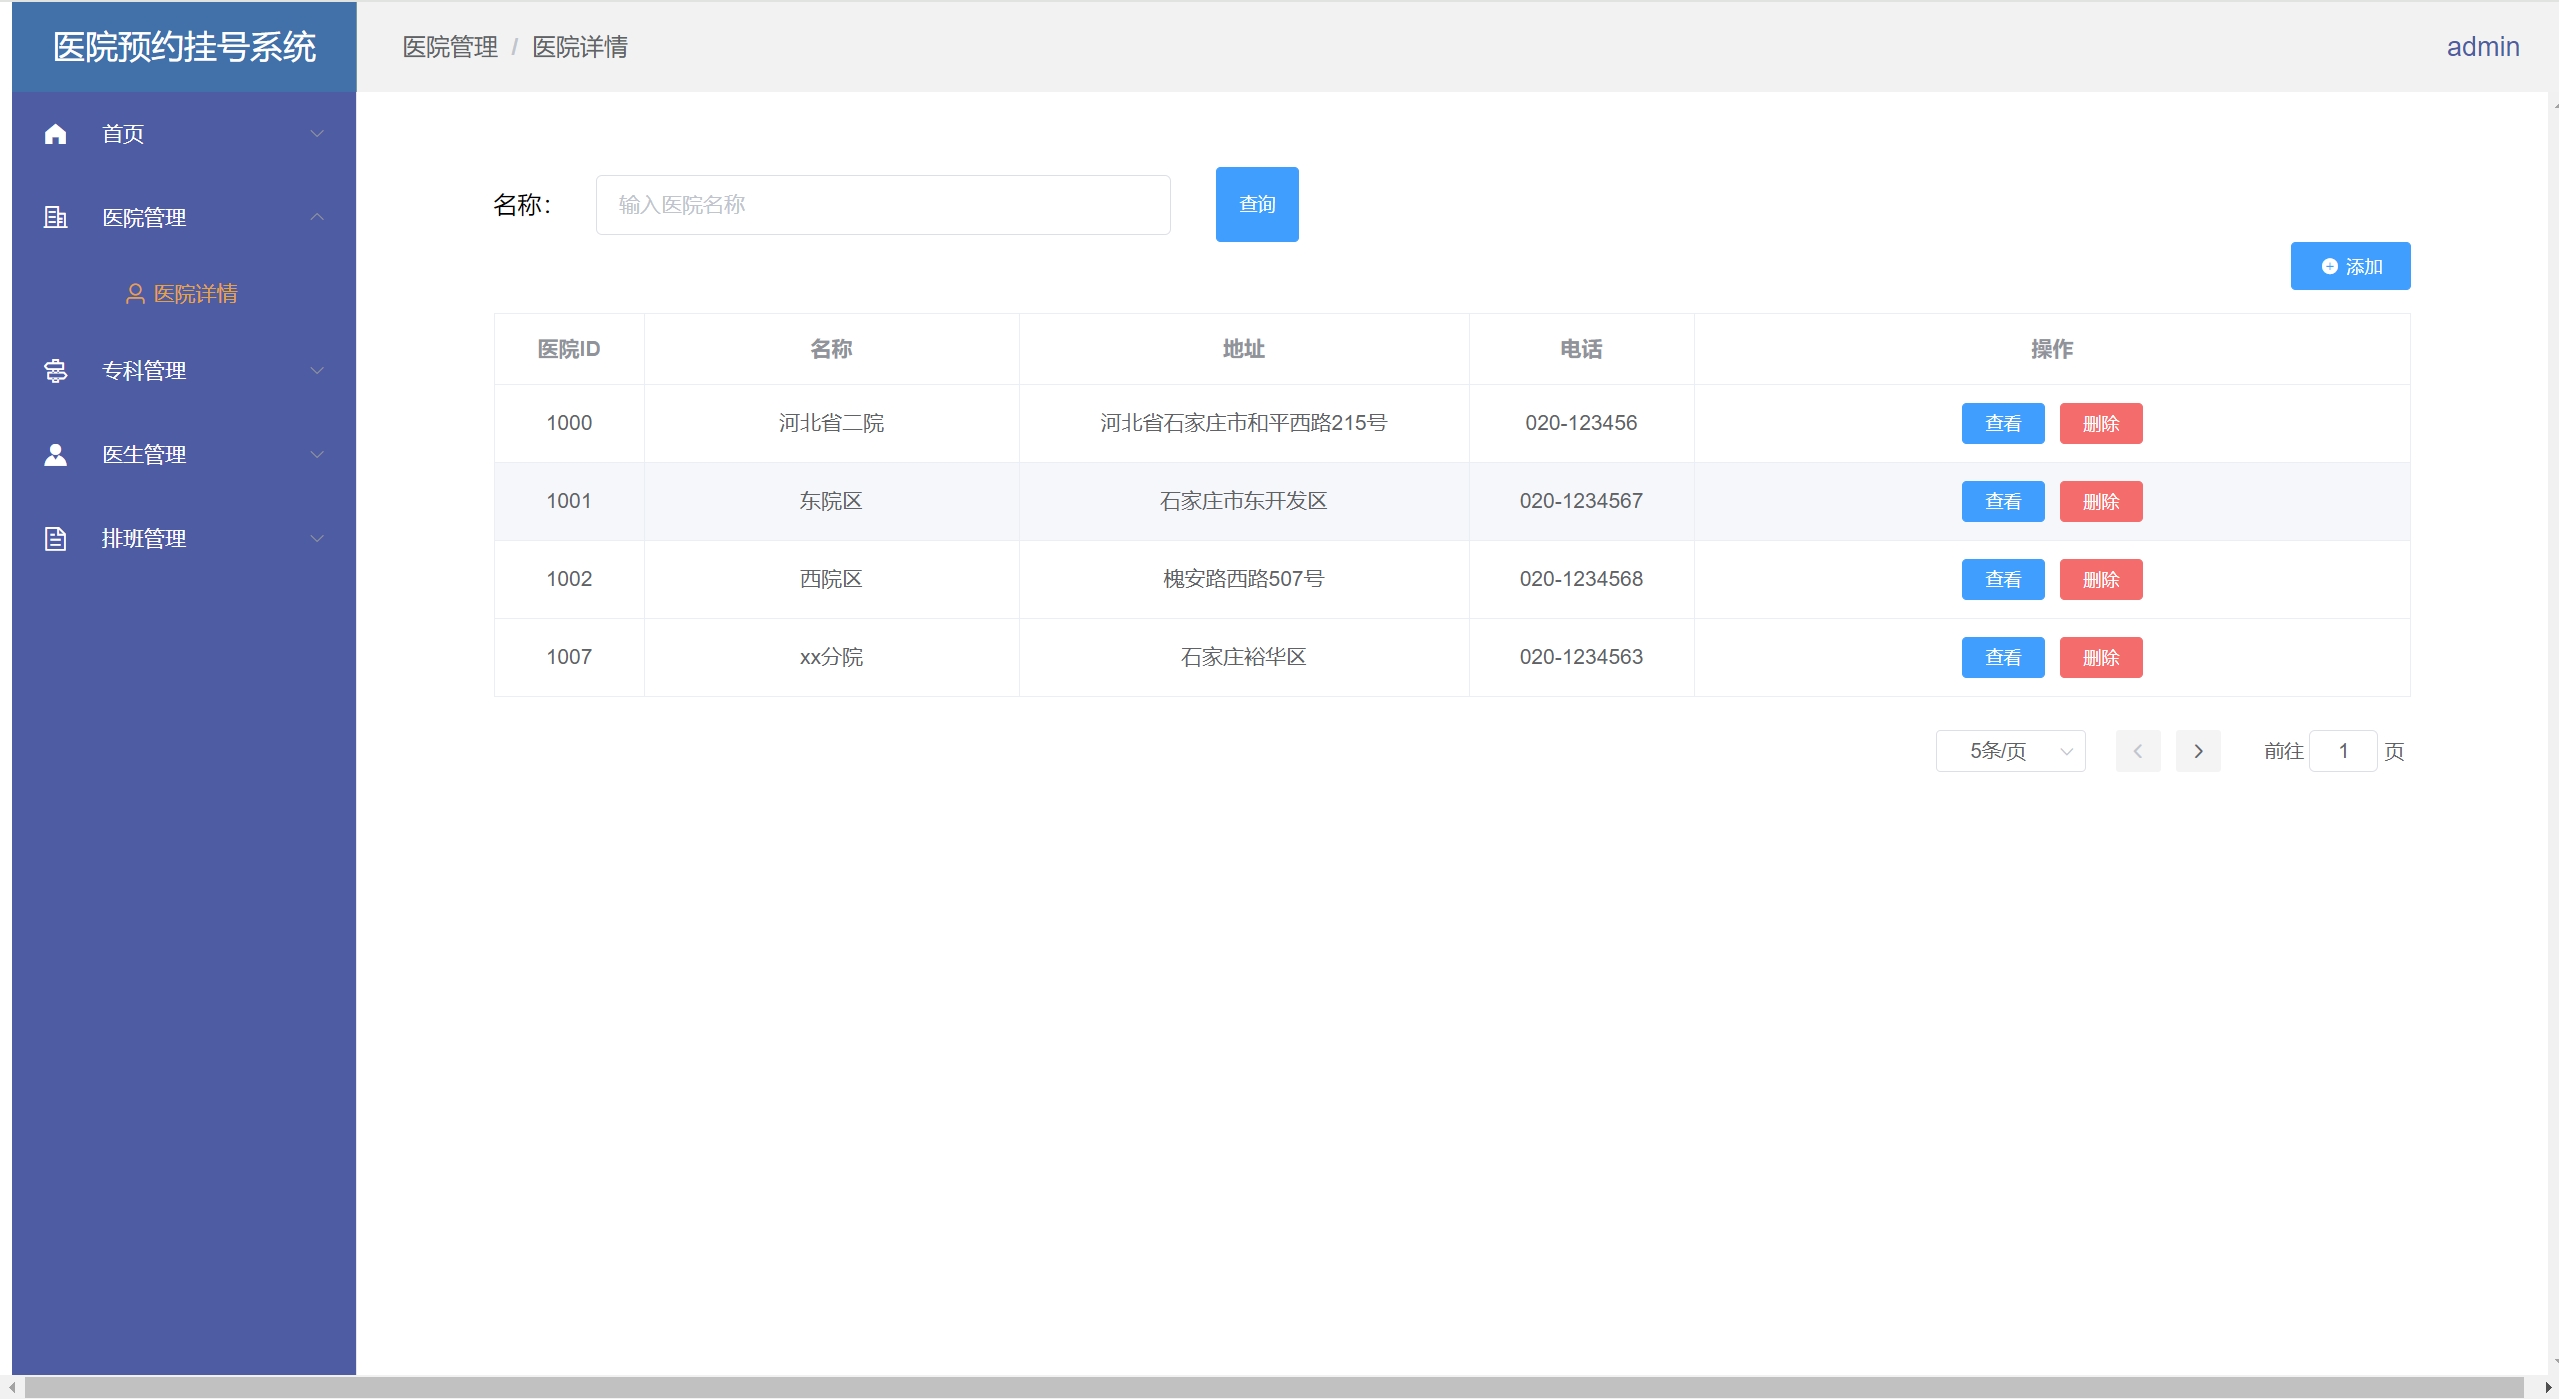 医院预约挂号系统
医院管理 / 医院详情
admin
首页
医院管理
医院详情
专科管理
医生管理
排班管理
名称：
输入医院名称
查询
添加
医院ID 名称 地址 电话 操作
1000 河北省二院 河北省石家庄市和平西路215号 020-123456 查看 删除
1001 东院区 石家庄市东开发区 020-1234567 查看 删除
1002 西院区 槐安路西路507号 020-1234568 查看 删除
1007 xx分院 石家庄裕华区 020-1234563 查看 删除
5条/页 前往 1 页